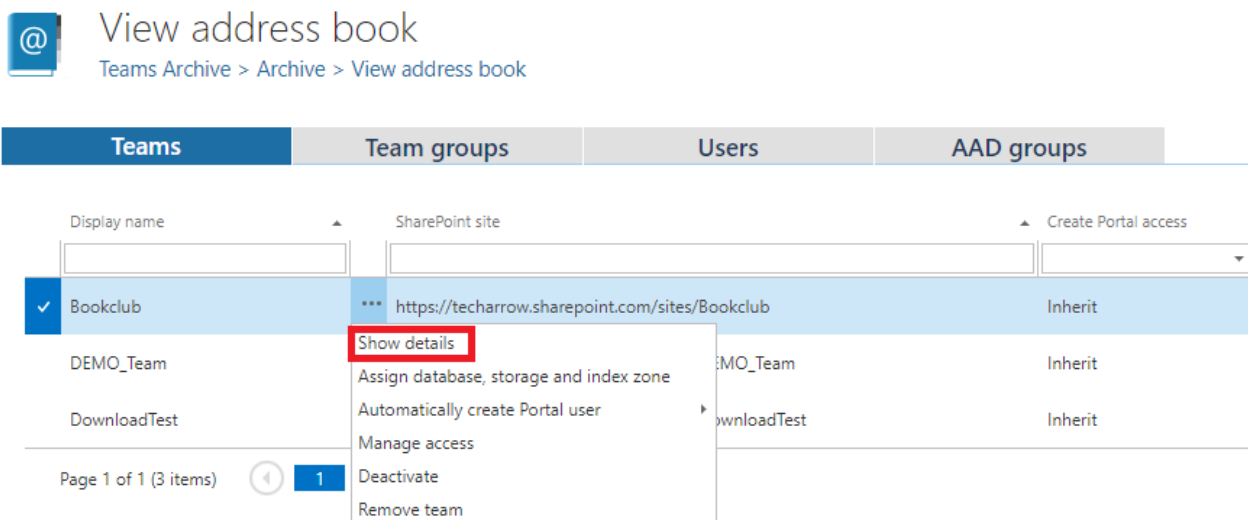 @
View address book
Teams Archive > Archive > View address book
Teams Team groups Users AAD groups
Display name SharePoint site Create Portal access
Bookclub ••• https://techarrow.sharepoint.com/sites/Bookclub Inherit
Show details
DEMO_Team MO_Team Inherit
Assign database, storage and index zone
Automatically create Portal user
DownloadTest wnloadTest Inherit
Manage access
Page 1 of 1 (3 items) 1 Deactivate
Remove team